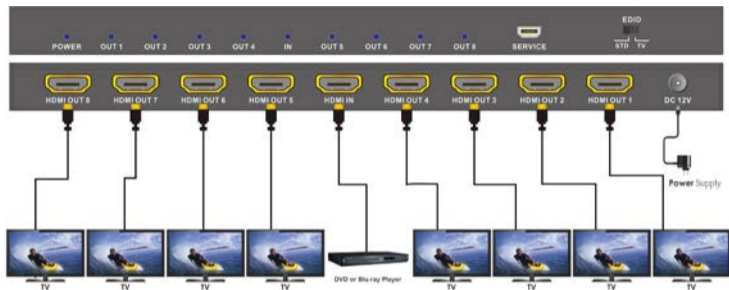 EDID
POWER OUT 1 OUT 2 OUT 3 OUT 4 IN OUT 5 OUT 6 OUT 7 OUT 8 SERVICE STD TV
HDMI OUT 8 HDMI OUT 7 HDMI OUT 6 HDMI OUT 5 HDMI IN HDMI OUT 4 HDMI OUT 3 HDMI OUT 2 HDMI OUT 1 DC 12V
Power Supply
DVD or Blu-ray Player
TV TV TV TV TV TV TV TV